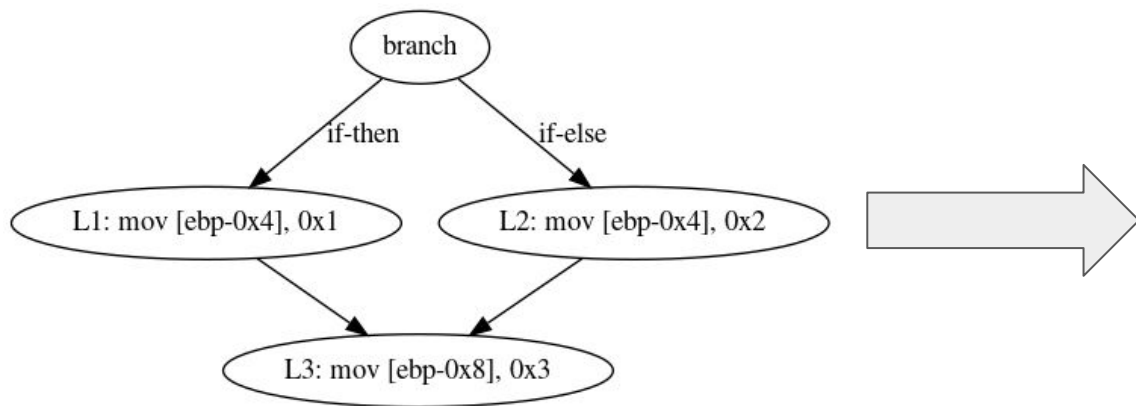 branch
if-then
if-else
L1: mov [ebp-0x4], 0x1
L2: mov [ebp-0x4], 0x2
L3: mov [ebp-0x8], 0x3